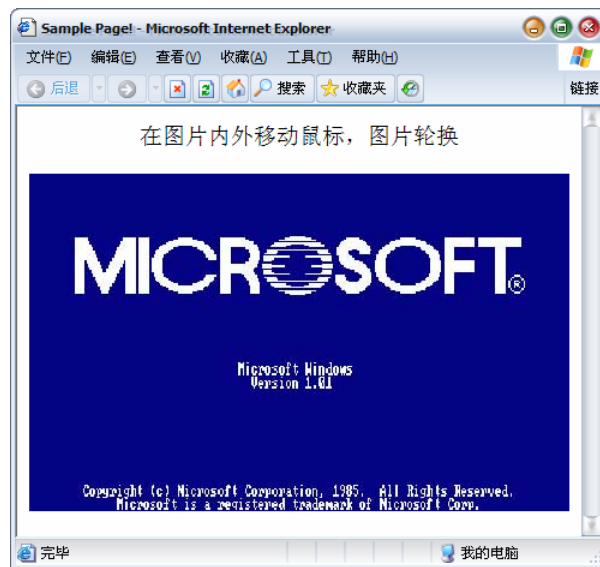 Sample Page! - Microsoft Internet Explorer
文件(F) 编辑(E) 查看(V) 收藏(A) 工具(T) 帮助(H)
后退 搜索 收藏夹 链接
在图片内外移动鼠标，图片轮换
MICROSOFT®
Microsoft Windows
Version 1.01
Copyright (c) Microsoft Corporation, 1985. All Rights Reserved.
Microsoft is a registered trademark of Microsoft Corp.
完毕 我的电脑